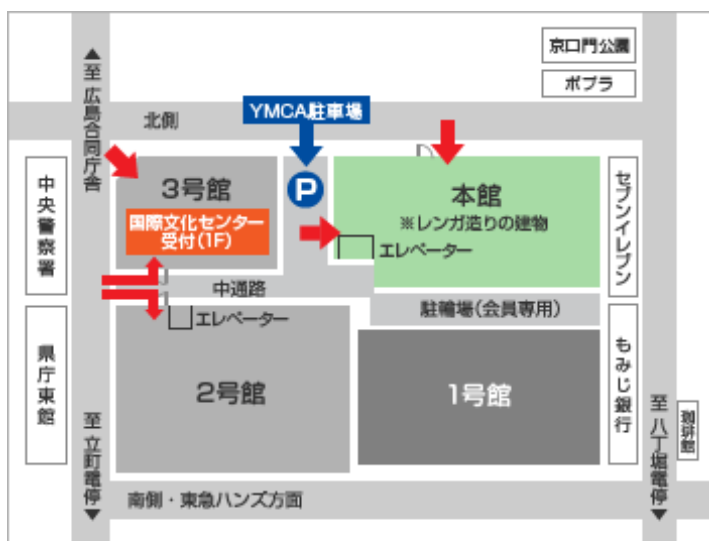 京口門公園
ポプラ
▲至 広島合同庁舎
YMCA駐車場
北側
中央警察署
3号館
国際文化センター
受付(1F)
P
本館
※レンガ造りの建物
エレベーター
セブンイレブン
中通路
駐輪場(会員専用)
エレベーター
県庁東館
2号館
1号館
もみじ銀行
至 立町電停▼
至 八丁堀電停▼
珈琲館
南側・東急ハンズ方面